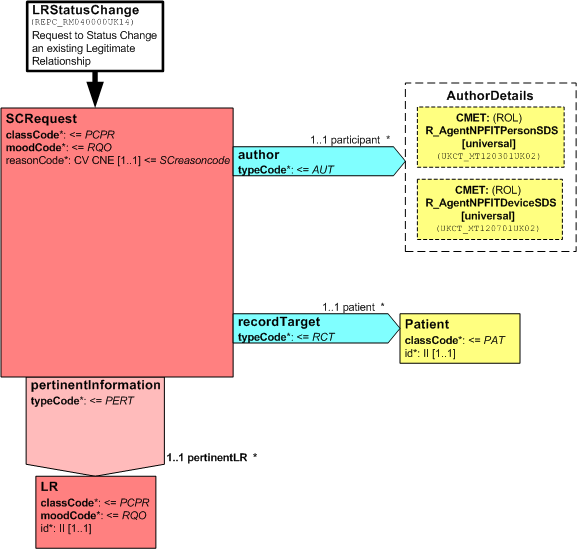 LRStatusChange
(REPC_RM040000UK14)
Request to Status Change
an existing Legitimate
Relationship
SCRequest
classCode*: <= PCPR
moodCode*: <= RQO
reasonCode*: CV CNE [1..1] <= SCreasoncode
1..1 participant *
author
typeCode*: <= AUT
AuthorDetails
CMET: (ROL)
R_AgentNPFITPersonSDS
[universal]
(UKCT_MT120301UK02)
CMET: (ROL)
R_AgentNPFITDeviceSDS
[universal]
(UKCT_MT120701UK02)
1..1 patient *
recordTarget
typeCode*: <= RCT
Patient
classCode*: <= PAT
id*: II [1..1]
pertinentInformation
typeCode*: <= PERT
1..1 pertinentLR *
LR
classCode*: <= PCPR
moodCode*: <= RQO
id*: II [1..1]